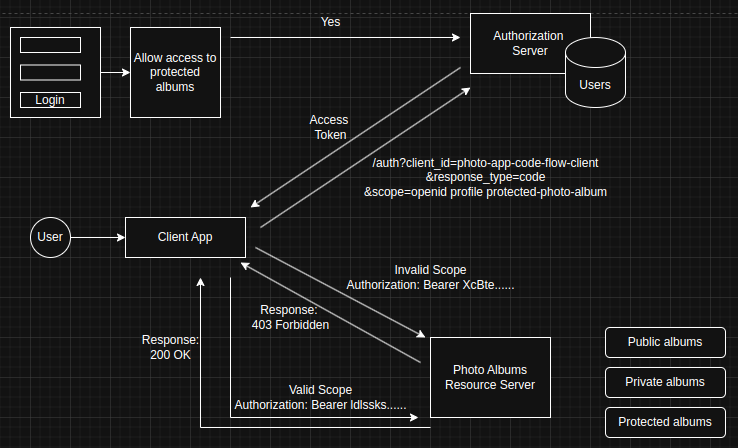 Yes
Authorization
Server
Users
Allow access to
protected
albums
Login
Access
Token
/auth?client_id=photo-app-code-flow-client
&response_type=code
&scope=openid profile protected-photo-album
User
Client App
Invalid Scope
Authorization: Bearer XcBte......
Response:
403 Forbidden
Response:
200 OK
Photo Albums
Resource Server
Valid Scope
Authorization: Bearer ldlssks......
Public albums
Private albums
Protected albums